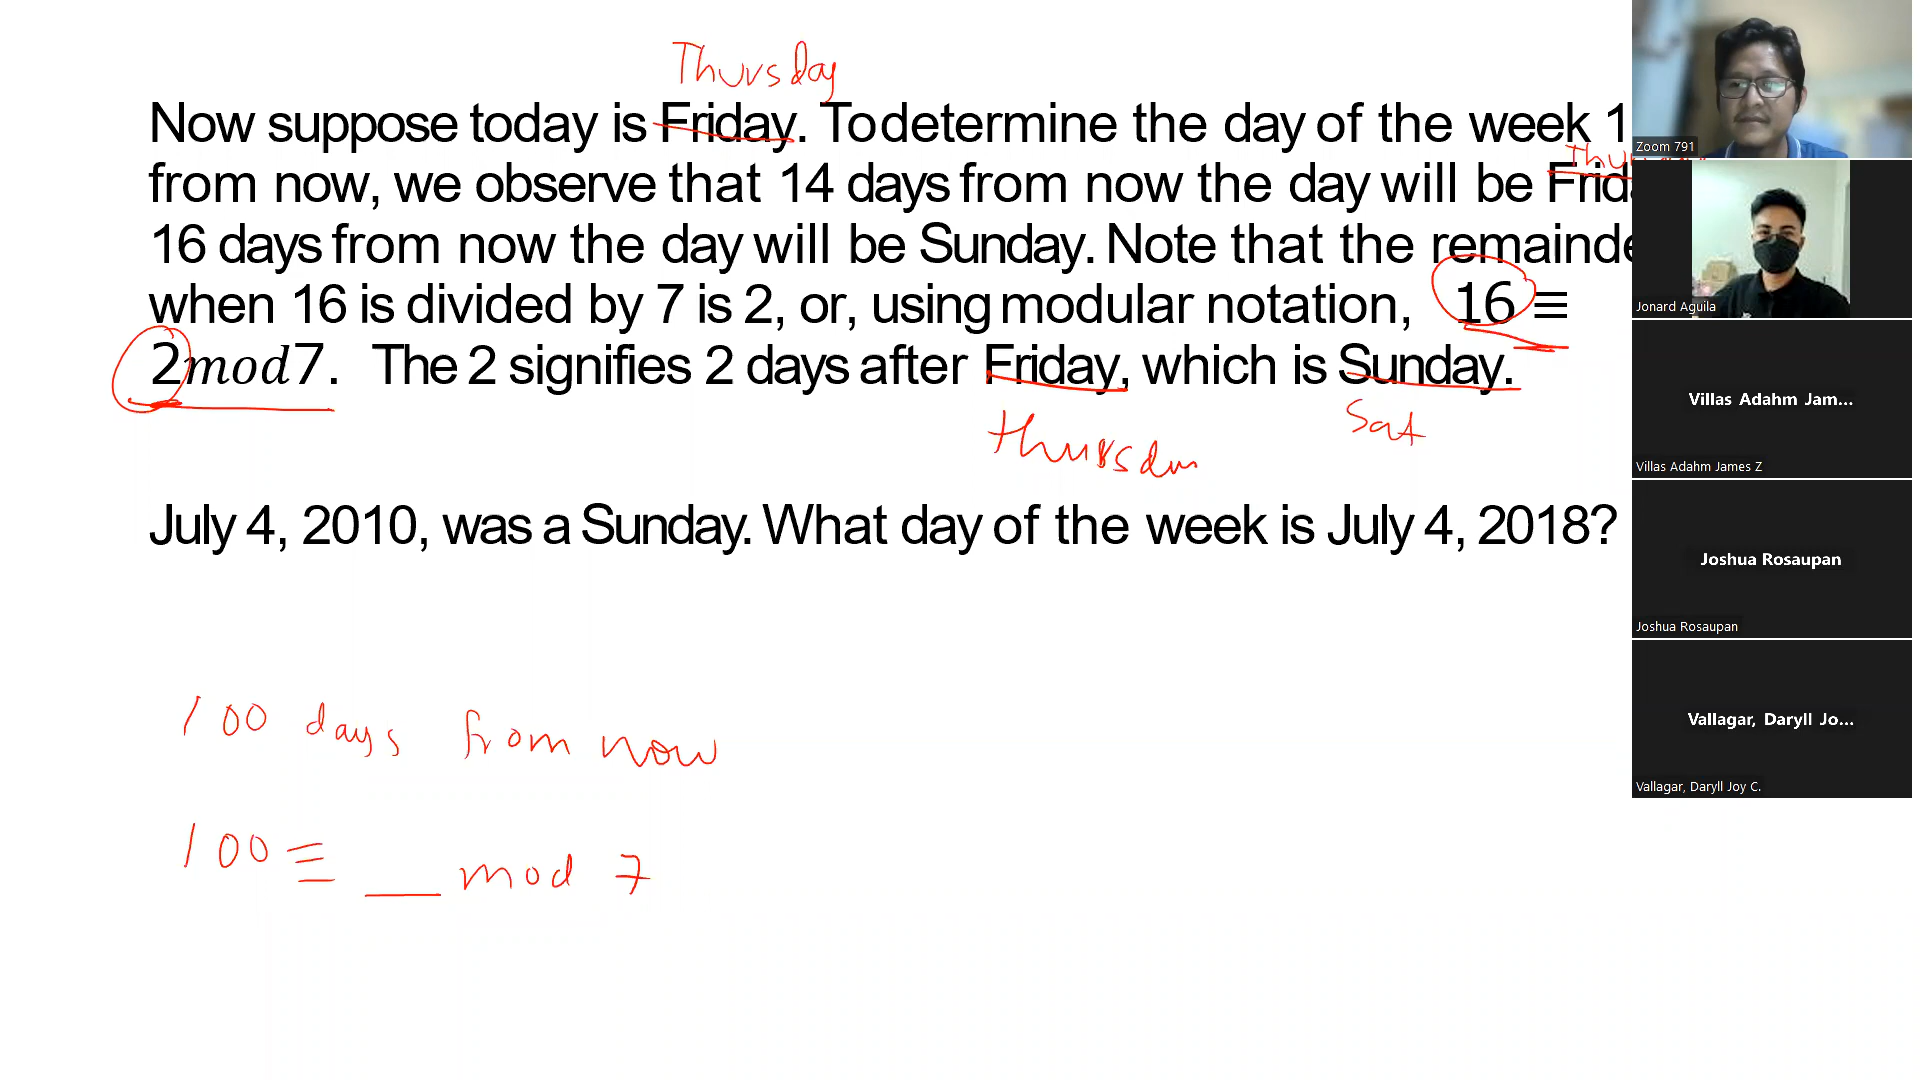 Thursday
Now suppose today is Friday. To determine the day of the week 1
from now, we observe that 14 days from now the day will be Frid
16 days from now the day will be Sunday. Note that the remainde
when 16 is divided by 7 is 2, or, using modular notation, 16 ≡
2mod7. The 2 signifies 2 days after Friday, which is Sunday.
Sat
July 4, 2010, was a Sunday. What day of the week is July 4, 2018?
100 days from now
100 ≡ __ mod 7
Zoom 791
Jonard Aguila
Villas Adahm Jam...
Villas Adahm James Z
Joshua Rosaupan
Joshua Rosaupan
Vallagar, Daryll Jo...
Vallagar, Daryll Joy C.